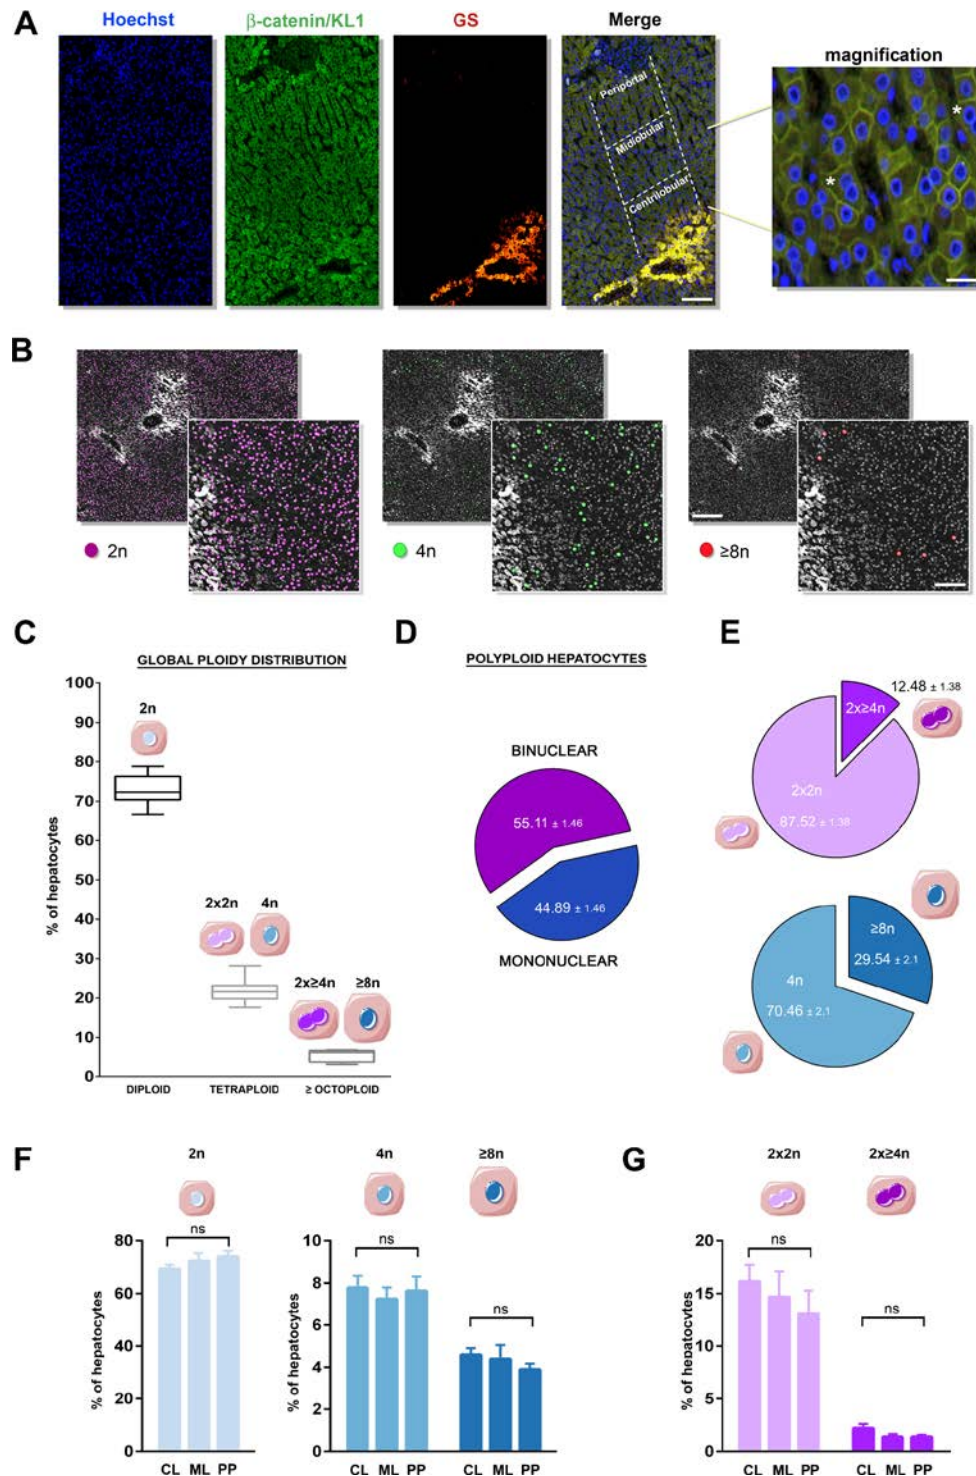 A
Hoechst
β-catenin/KL1
GS
Merge
magnification
Periportal
Midlobular
Centrilobular
*
*
B
2n
4n
≥8n
C
GLOBAL PLOIDY DISTRIBUTION
% of hepatocytes
100
90
80
70
60
50
40
30
20
10
0
2n
2x2n
4n
2x≥4n
≥8n
DIPLOID
TETRAPLOID
≥ OCTOPLOID
D
POLYPLOID HEPATOCYTES
BINUCLEAR
55.11 ± 1.46
44.89 ± 1.46
MONONUCLEAR
E
2x≥4n
12.48 ± 1.38
2x2n
87.52 ± 1.38
≥8n
29.54 ± 2.1
4n
70.46 ± 2.1
F
2n
% of hepatocytes
80
60
40
20
0
ns
CL ML PP
4n
≥8n
% of hepatocytes
10
8
6
4
2
0
ns
ns
CL ML PP
CL ML PP
G
2x2n
2x≥4n
% of hepatocytes
20
15
10
5
0
ns
ns
CL ML PP
CL ML PP